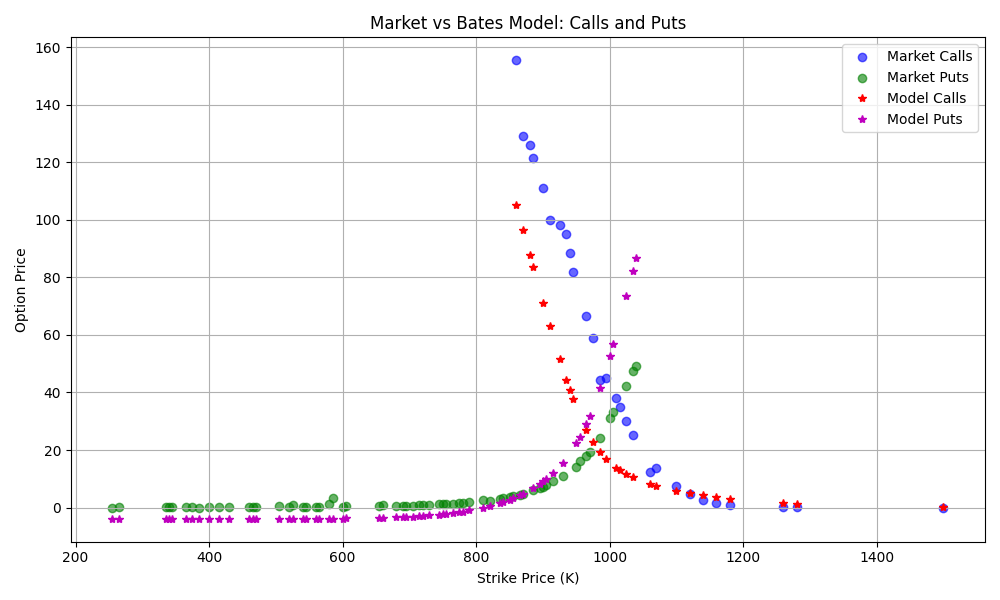 Market vs Bates Model: Calls and Puts
160
140
120
100
80
60
40
20
0
Option Price
200
400
600
800
1000
1200
1400
Strike Price (K)
Market Calls
Market Puts
Model Calls
Model Puts